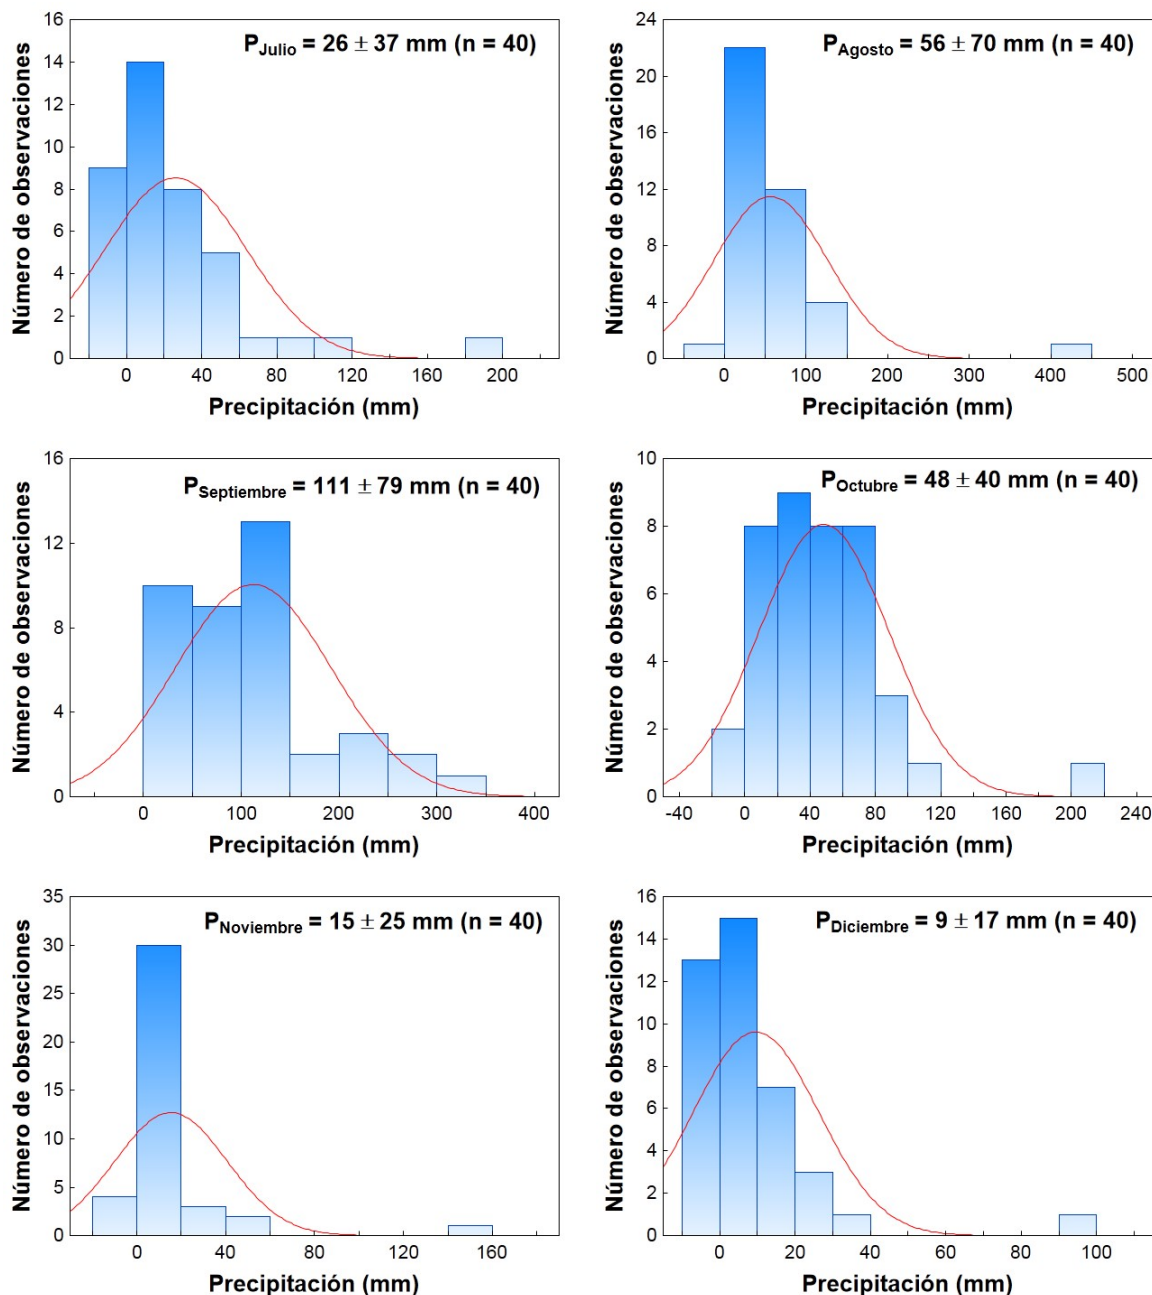 P_Julio = 26 ± 37 mm (n = 40)
Número de observaciones
16
14
12
10
8
6
4
2
0
0 40 80 120 160 200
Precipitación (mm)
P_Agosto = 56 ± 70 mm (n = 40)
Número de observaciones
24
20
16
12
8
4
0
0 100 200 300 400 500
Precipitación (mm)
P_Septiembre = 111 ± 79 mm (n = 40)
Número de observaciones
16
12
8
4
0
0 100 200 300 400
Precipitación (mm)
P_Octubre = 48 ± 40 mm (n = 40)
Número de observaciones
10
8
6
4
2
0
-40 0 40 80 120 160 200 240
Precipitación (mm)
P_Noviembre = 15 ± 25 mm (n = 40)
Número de observaciones
35
30
25
20
15
10
5
0
0 40 80 120 160
Precipitación (mm)
P_Diciembre = 9 ± 17 mm (n = 40)
Número de observaciones
16
14
12
10
8
6
4
2
0
0 20 40 60 80 100
Precipitación (mm)